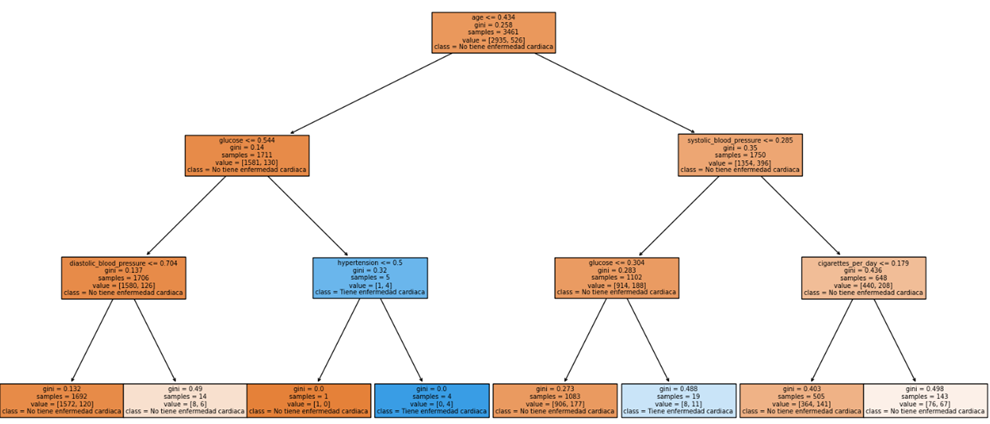 age <= 0.434
gini = 0.258
samples = 3461
value = [2935, 526]
class = No tiene enfermedad cardiaca
glucose <= 0.544
gini = 0.14
samples = 1711
value = [1581, 130]
class = No tiene enfermedad cardiaca
systolic_blood_pressure <= 0.285
gini = 0.35
samples = 1750
value = [1354, 396]
class = No tiene enfermedad cardiaca
diastolic_blood_pressure <= 0.704
gini = 0.137
samples = 1706
value = [1580, 126]
class = No tiene enfermedad cardiaca
hypertension <= 0.5
gini = 0.32
samples = 5
value = [1, 4]
class = Tiene enfermedad cardiaca
glucose <= 0.304
gini = 0.283
samples = 1102
value = [914, 188]
class = No tiene enfermedad cardiaca
cigarettes_per_day <= 0.179
gini = 0.436
samples = 648
value = [440, 208]
class = No tiene enfermedad cardiaca
gini = 0.132
samples = 1692
value = [1572, 120]
class = No tiene enfermedad cardiaca
gini = 0.49
samples = 14
value = [8, 6]
class = No tiene enfermedad cardiaca
gini = 0.0
samples = 1
value = [1, 0]
class = No tiene enfermedad cardiaca
gini = 0.0
samples = 4
value = [0, 4]
class = Tiene enfermedad cardiaca
gini = 0.273
samples = 1083
value = [906, 177]
class = No tiene enfermedad cardiaca
gini = 0.488
samples = 19
value = [8, 11]
class = Tiene enfermedad cardiaca
gini = 0.403
samples = 505
value = [364, 141]
class = No tiene enfermedad cardiaca
gini = 0.498
samples = 143
value = [76, 67]
class = No tiene enfermedad cardiaca